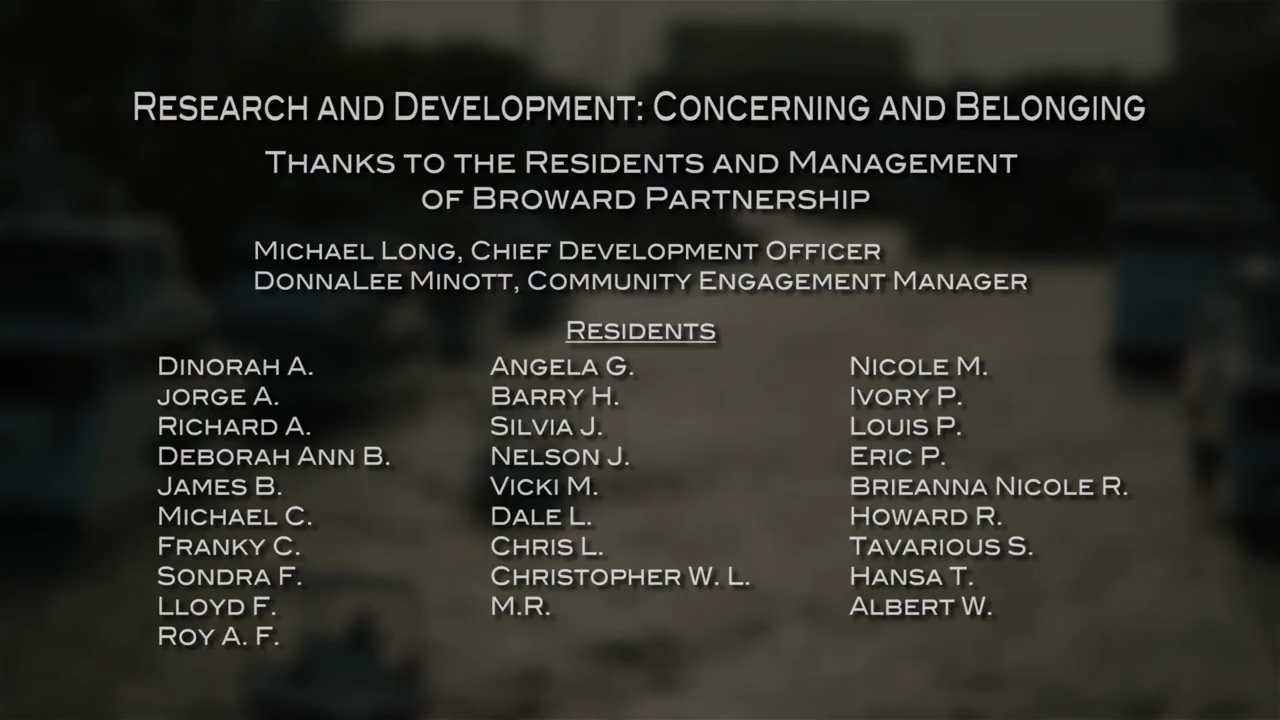 RESEARCH AND DEVELOPMENT: CONCERNING AND BELONGING
THANKS TO THE RESIDENTS AND MANAGEMENT
OF BROWARD PARTNERSHIP
MICHAEL LONG, CHIEF DEVELOPMENT OFFICER
DONNALEE MINOTT, COMMUNITY ENGAGEMENT MANAGER
RESIDENTS
DINORAH A.
JORGE A.
RICHARD A.
DEBORAH ANN B.
JAMES B.
MICHAEL C.
FRANKY C.
SONDRA F.
LLOYD F.
ROY A. F.
ANGELA G.
BARRY H.
SILVIA J.
NELSON J.
VICKI M.
DALE L.
CHRIS L.
CHRISTOPHER W. L.
M.R.
NICOLE M.
IVORY P.
LOUIS P.
ERIC P.
BRIEANNA NICOLE R.
HOWARD R.
TAVARIOUS S.
HANSA T.
ALBERT W.